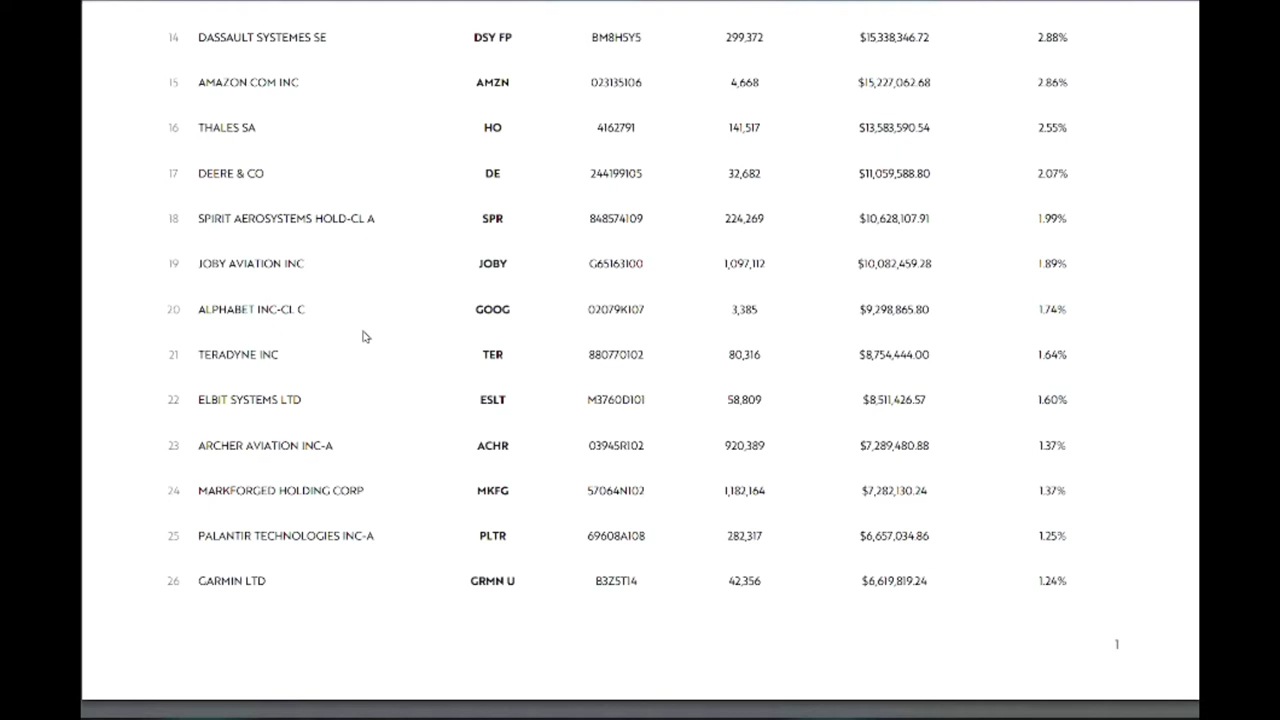 14 DASSAULT SYSTEMES SE DSY FP BM8H5Y5 299,372 $15,338,346.72 2.88%
15 AMAZON COM INC AMZN 023135106 4,668 $15,227,062.68 2.86%
16 THALES SA HO 4162791 141,517 $13,583,590.54 2.55%
17 DEERE & CO DE 244199105 32,682 $11,059,588.80 2.07%
18 SPIRIT AEROSYSTEMS HOLD-CL A SPR 848574109 224,269 $10,628,107.91 1.99%
19 JOBY AVIATION INC JOBY G65163100 1,097,112 $10,082,459.28 1.89%
20 ALPHABET INC-CL C GOOG 02079K107 3,385 $9,298,865.80 1.74%
21 TERADYNE INC TER 880770102 80,316 $8,754,444.00 1.64%
22 ELBIT SYSTEMS LTD ESLT M3760D101 58,809 $8,511,426.57 1.60%
23 ARCHER AVIATION INC-A ACHR 03945R102 920,389 $7,289,480.88 1.37%
24 MARKFORGED HOLDING CORP MKFG 57064N102 1,182,164 $7,282,130.24 1.37%
25 PALANTIR TECHNOLOGIES INC-A PLTR 69608A108 282,317 $6,657,034.86 1.25%
26 GARMIN LTD GRMN U B3Z5T14 42,356 $6,619,819.24 1.24%
1